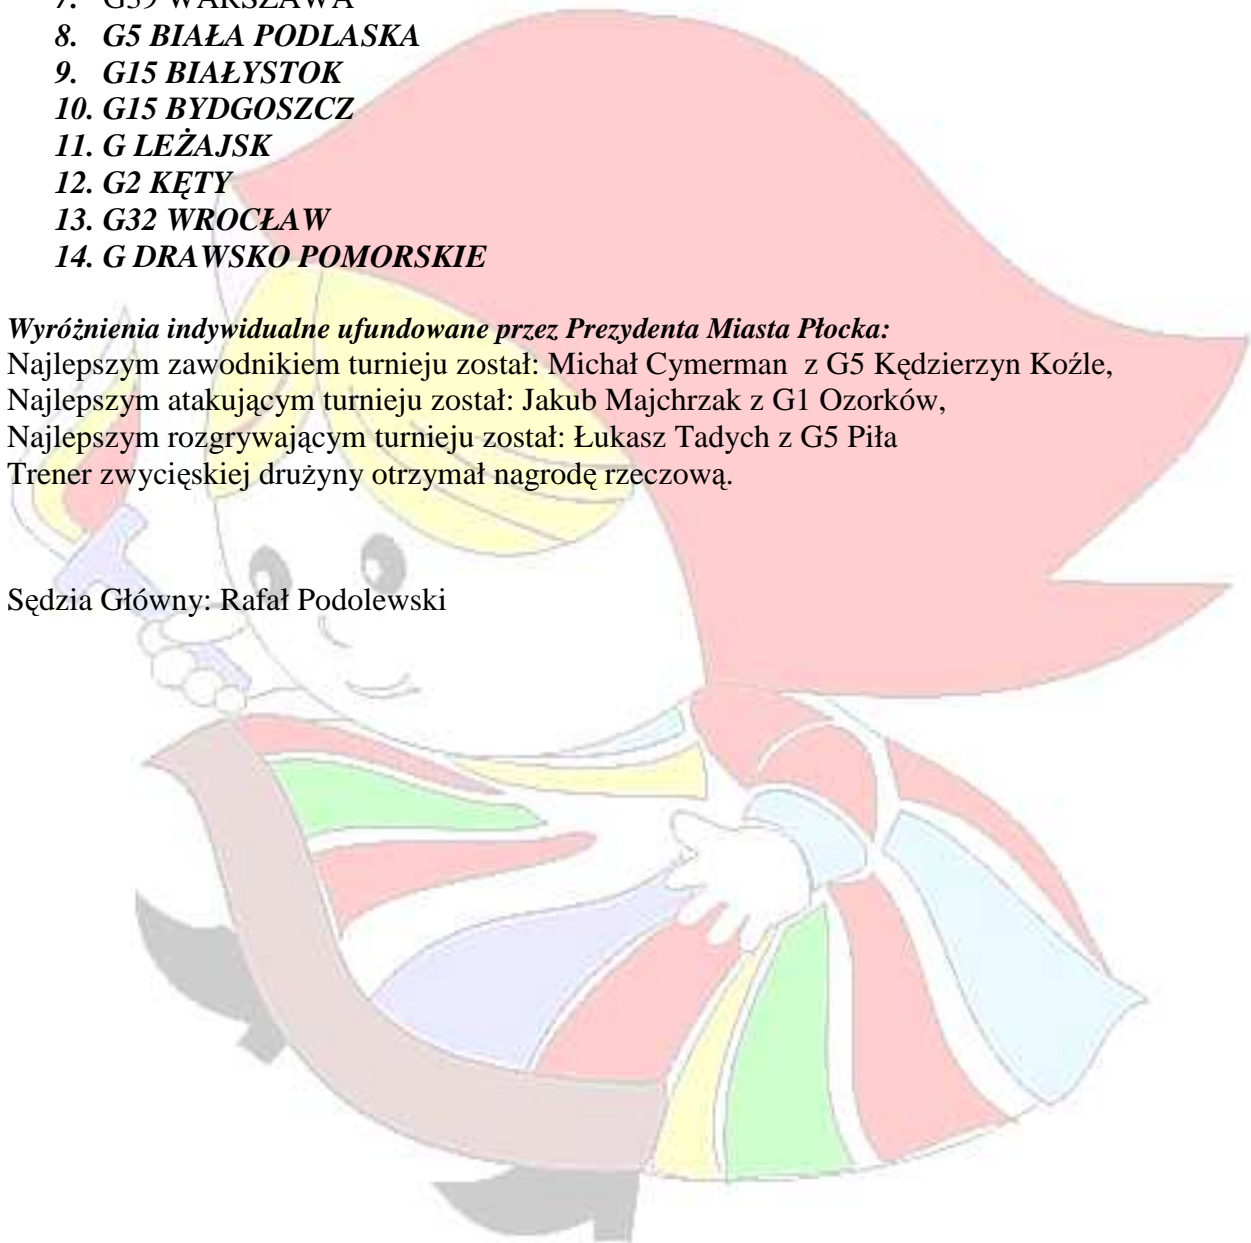 7. G39 WARSZAWA
8. G5 BIAŁA PODLASKA
9. G15 BIAŁYSTOK
10. G15 BYDGOSZCZ
11. G LEŻAJSK
12. G2 KĘTY
13. G32 WROCŁAW
14. G DRAWSKO POMORSKIE
Wyróżnienia indywidualne ufundowane przez Prezydenta Miasta Płocka:
Najlepszym zawodnikiem turnieju został: Michał Cymerman z G5 Kędzierzyn Koźle,
Najlepszym atakującym turnieju został: Jakub Majchrzak z G1 Ozorków,
Najlepszym rozgrywającym turnieju został: Łukasz Tadych z G5 Piła
Trener zwycięskiej drużyny otrzymał nagrodę rzeczową.
Sędzia Główny: Rafał Podolewski